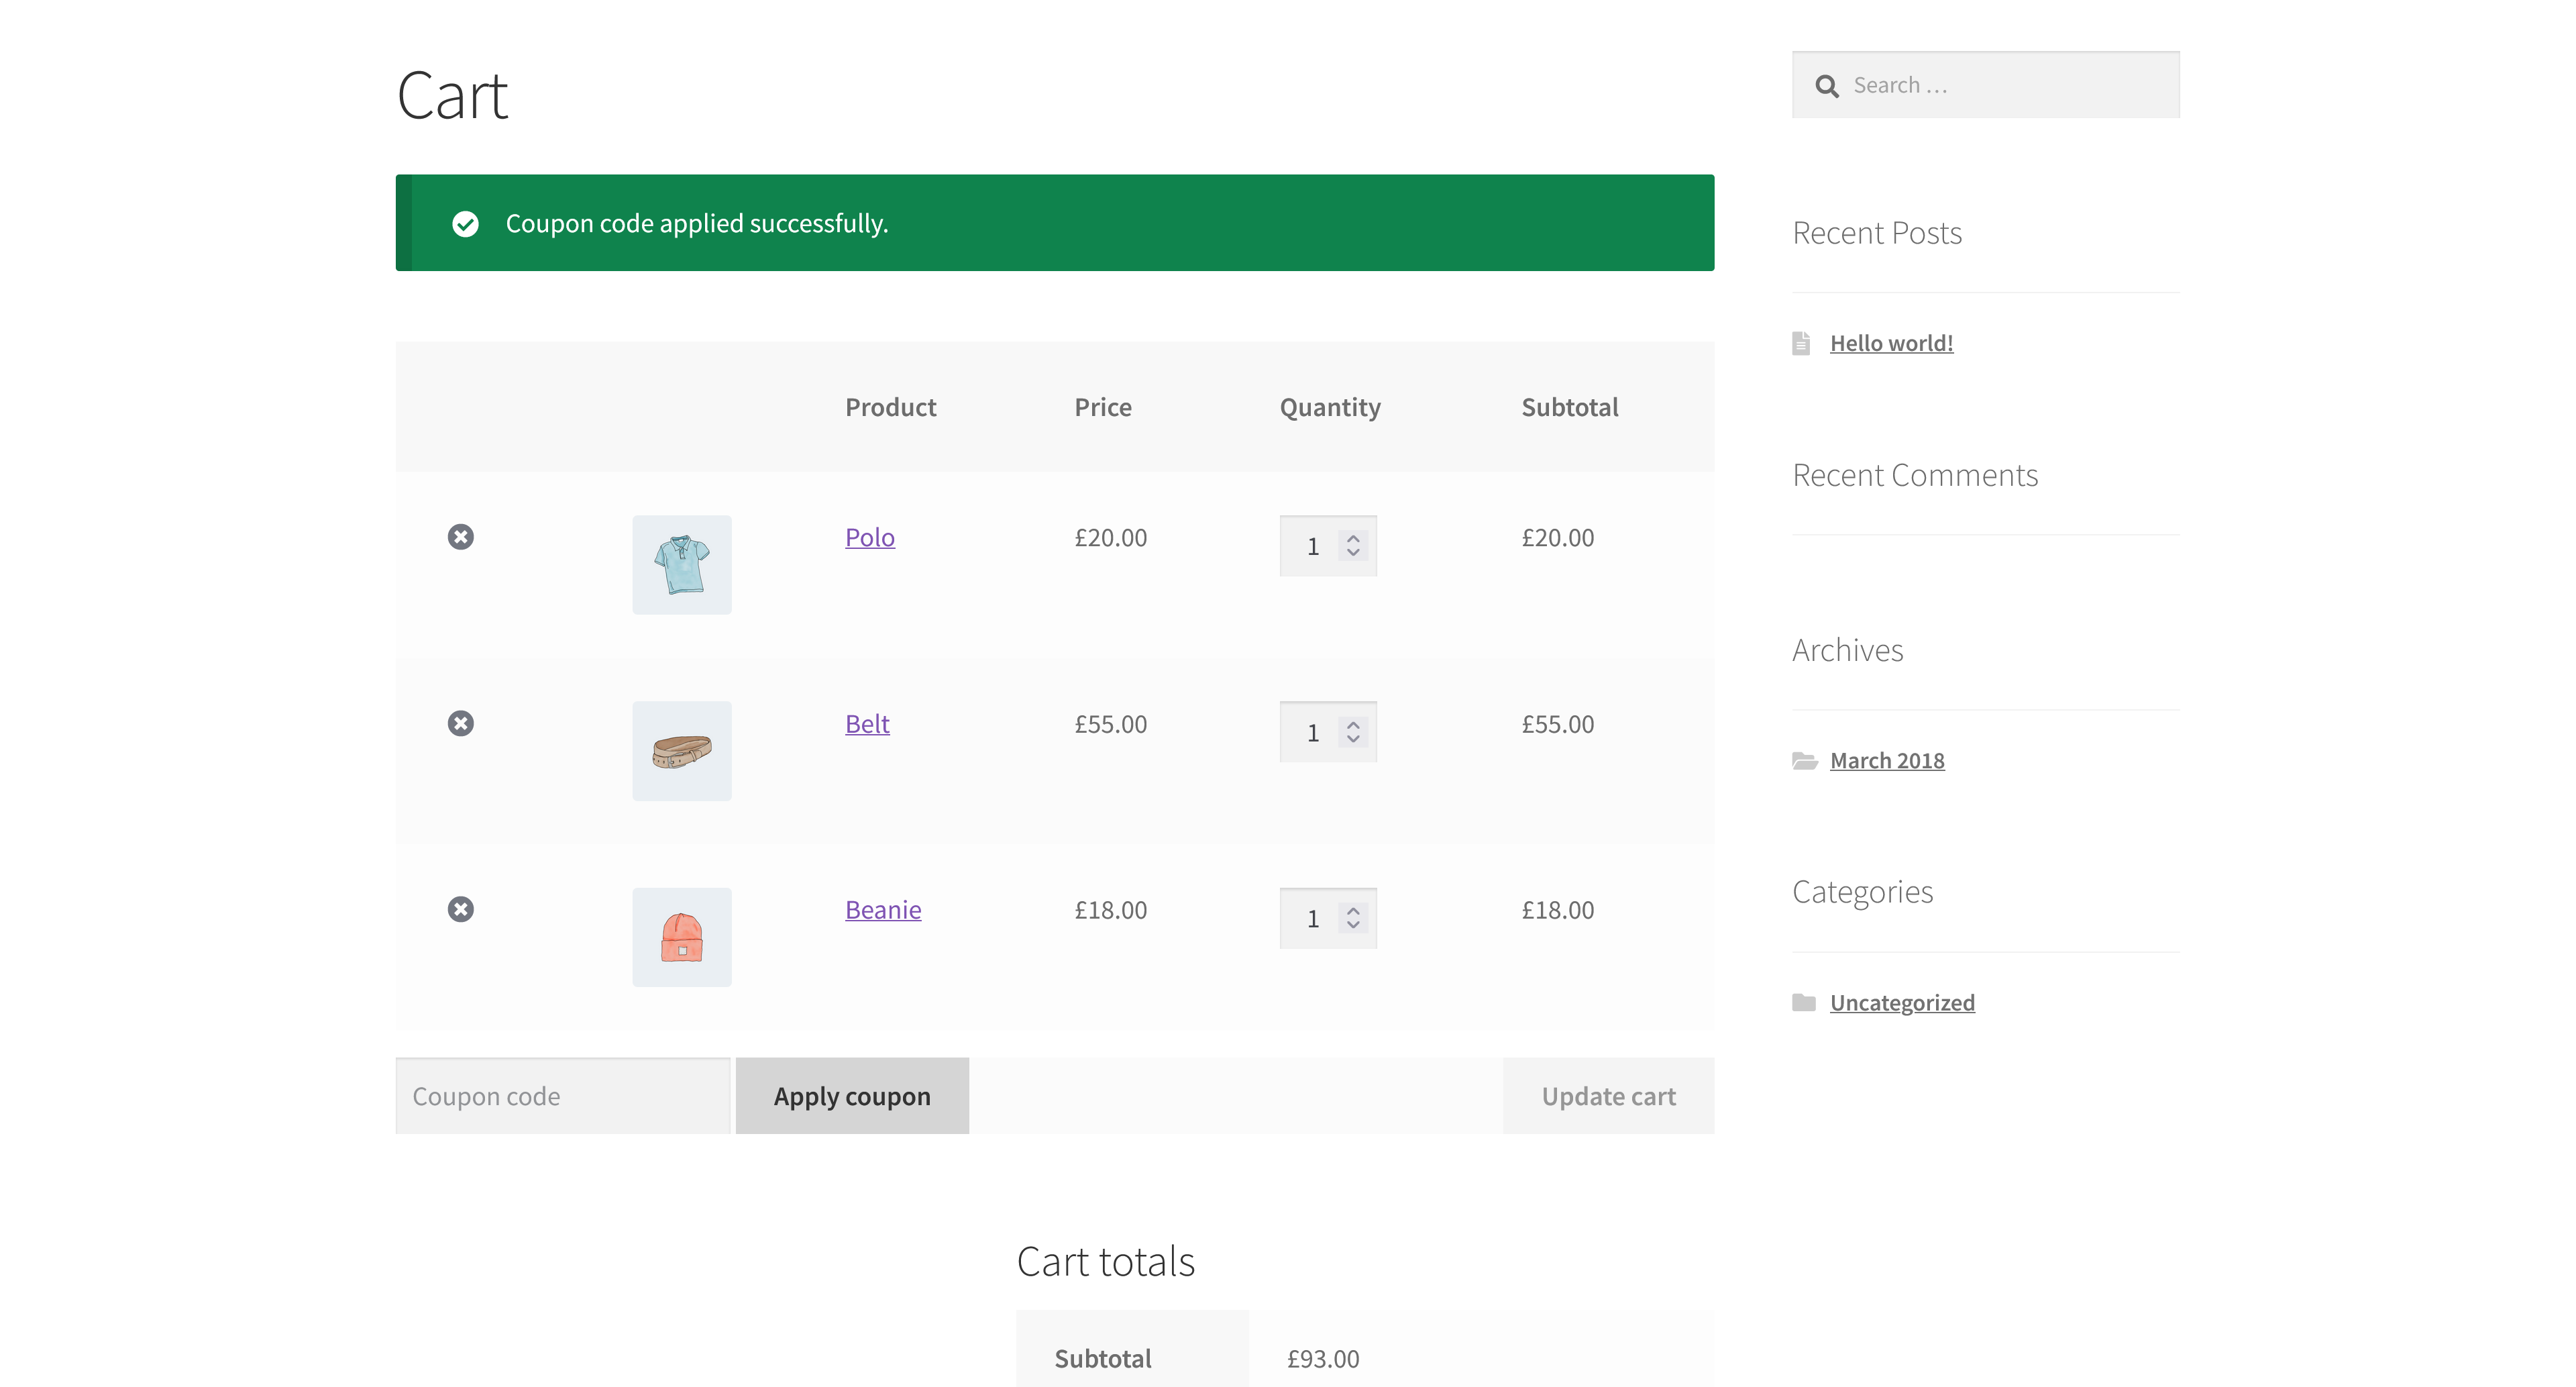 Cart
Coupon code applied successfully.
Product Price Quantity Subtotal
Polo £20.00 1 £20.00
Belt £55.00 1 £55.00
Beanie £18.00 1 £18.00
Coupon code Apply coupon Update cart
Cart totals
Subtotal £93.00
Search …
Recent Posts
Hello world!
Recent Comments
Archives
March 2018
Categories
Uncategorized